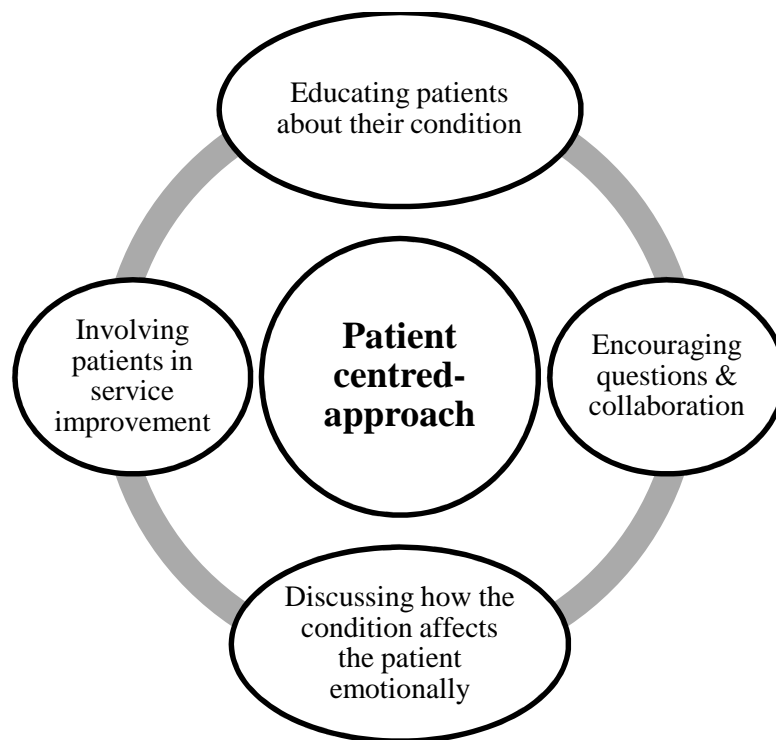 Educating patients
about their condition
Involving
patients in
service
improvement
Patient
centred-
approach
Encouraging
questions &
collaboration
Discussing how the
condition affects
the patient
emotionally